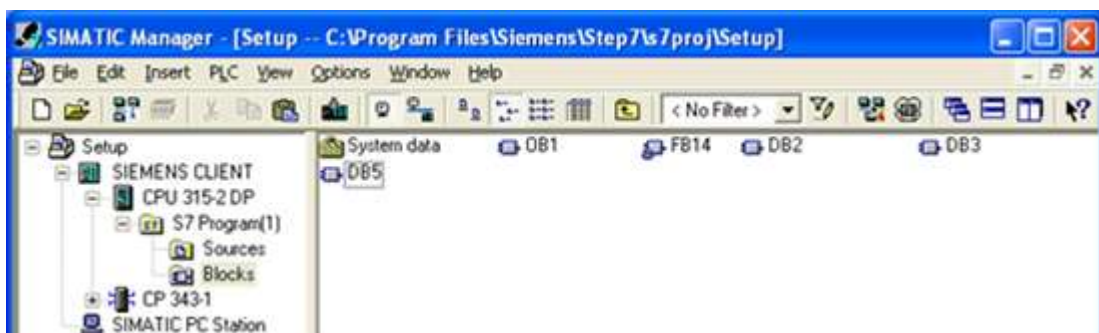 SIMATIC Manager - [Setup -- C:\Program Files\Siemens\Step7\s7proj\Setup]
File Edit Insert PLC View Options Window Help
< No Filter >
Setup
SIEMENS CLIENT
CPU 315-2 DP
S7 Program(1)
Sources
Blocks
CP 343-1
SIMATIC PC Station
System data OB1 FB14 DB2 DB3
DB5